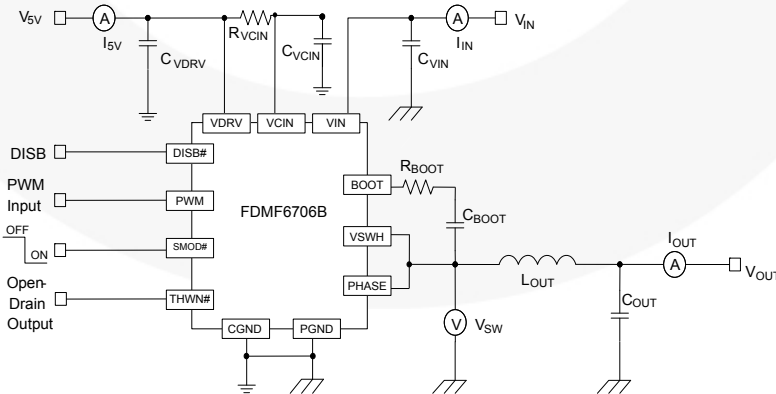 V5V
A
I5V
CVDRV
RVCIN
CVCIN
CVIN
A
IIN
VIN
VDRV
VCIN
VIN
DISB
DISB#
PWM
Input
PWM
OFF
ON
SMOD#
Open-
Drain
Output
THWN#
FDMF6706B
BOOT
RBOOT
CBOOT
VSWH
PHASE
CGND
PGND
V
VSW
LOUT
COUT
IOUT
A
VOUT